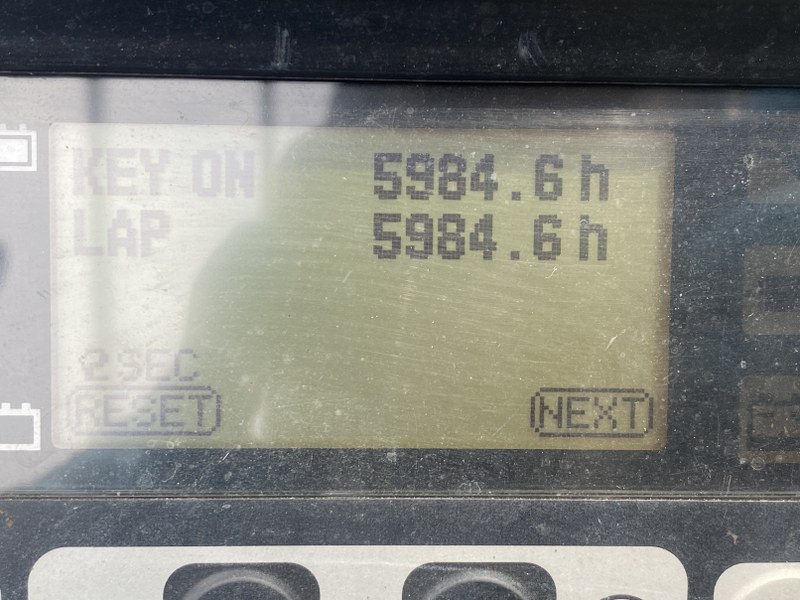 KEY ON 5984.6 h
LAP 5984.6 h
2 SEC
RESET NEXT